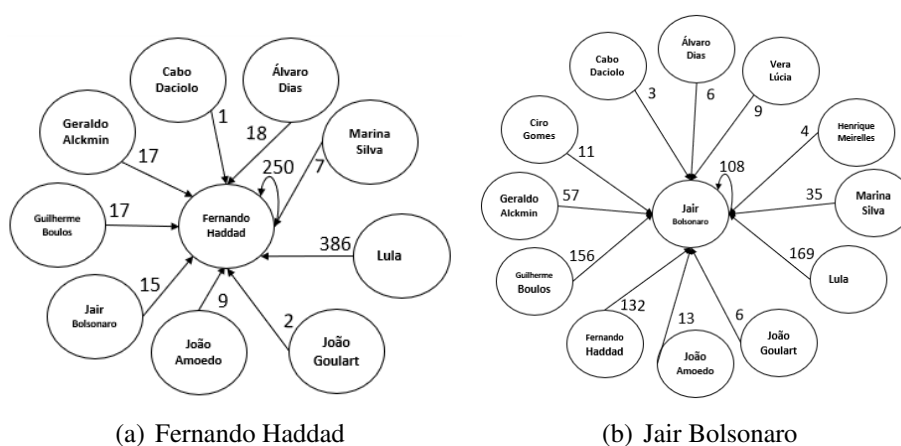 Cabo
Daciolo
Álvaro
Dias
Geraldo
Alckmin
Marina
Silva
1
18
17
250
7
Guilherme
Boulos
17
Fernando
Haddad
386
Lula
15
Jair
Bolsonaro
9
2
João
Amoedo
João
Goulart
(a) Fernando Haddad
Álvaro
Dias
Cabo
Daciolo
Vera
Lúcia
3
6
9
Ciro
Gomes
11
4
Henrique
Meirelles
108
Geraldo
Alckmin
57
Jair
Bolsonaro
35
Marina
Silva
Guilherme
Boulos
156
169
Lula
132
Fernando
Haddad
13
6
João
Amoedo
João
Goulart
(b) Jair Bolsonaro